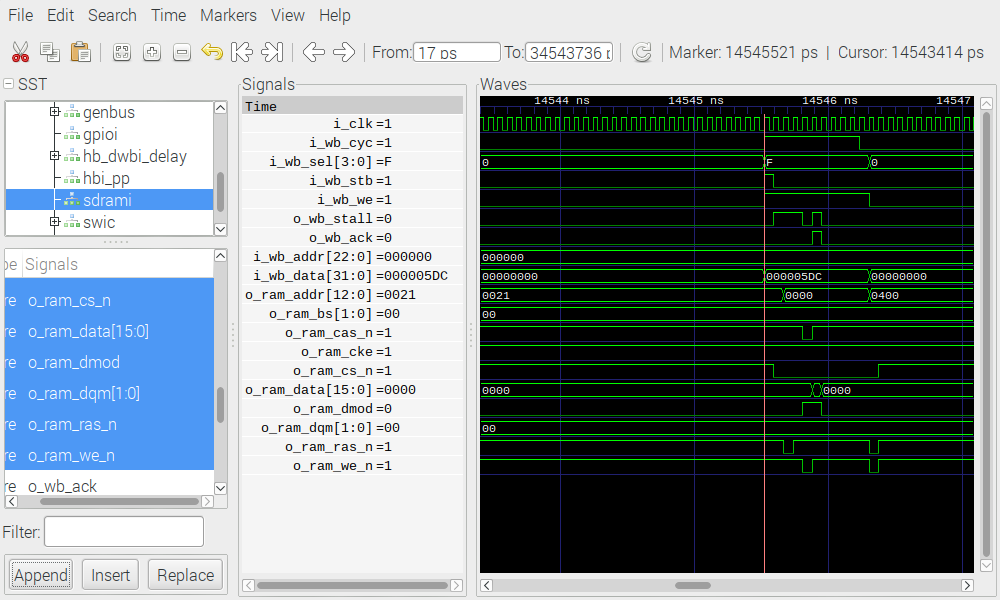 File Edit Search Time Markers View Help
From: 17 ps To: 34543736 p Marker: 14545521 ps | Cursor: 14543414 ps
SST
genbus
gpioi
hb_dwbi_delay
hbi_pp
sdrami
swic
pe Signals
re o_ram_cs_n
re o_ram_data[15:0]
re o_ram_dmod
re o_ram_dqm[1:0]
re o_ram_ras_n
re o_ram_we_n
re o_wb_ack
Filter:
Append Insert Replace
Signals
Time
i_clk =1
i_wb_cyc =1
i_wb_sel[3:0] =F
i_wb_stb =1
i_wb_we =1
o_wb_stall =0
o_wb_ack =0
i_wb_addr[22:0] =000000
i_wb_data[31:0] =000005DC
o_ram_addr[12:0] =0021
o_ram_bs[1:0] =00
o_ram_cas_n =1
o_ram_cke =1
o_ram_cs_n =1
o_ram_data[15:0] =0000
o_ram_dmod =0
o_ram_dqm[1:0] =00
o_ram_ras_n =1
o_ram_we_n =1
Waves
14544 ns 14545 ns 14546 ns 14547
0 F 0
000000
00000000 000005DC 00000000
0021 0000 0400
00
0000 0000
00